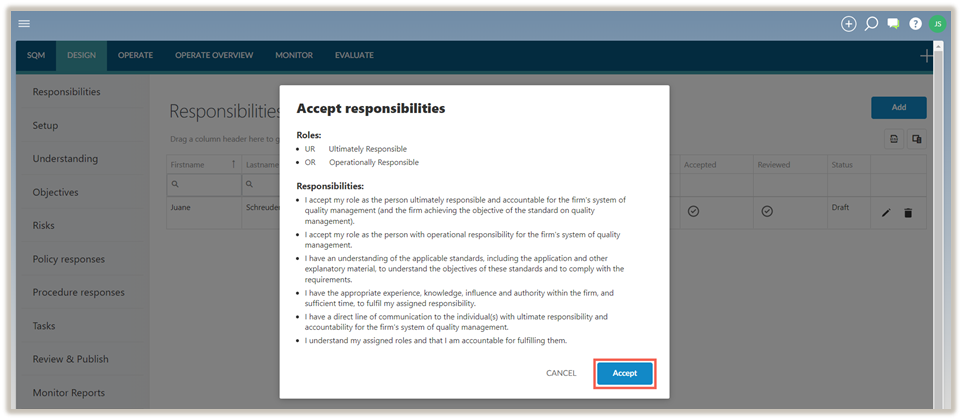 JS
SQM DESIGN OPERATE OPERATE OVERVIEW MONITOR EVALUATE
Responsibilities
Setup
Understanding
Objectives
Risks
Policy responses
Procedure responses
Tasks
Review & Publish
Monitor Reports
Responsibilities
Add
Drag a column header here to g
Firstname Lastname Accepted Reviewed Status
Juane Schreuder Draft
Accept responsibilities
Roles:
• UR Ultimately Responsible
• OR Operationally Responsible
Responsibilities:
• I accept my role as the person ultimately responsible and accountable for the firm's system of
quality management (and the firm achieving the objective of the standard on quality
management).
• I accept my role as the person with operational responsibility for the firm's system of quality
management.
• I have an understanding of the applicable standards, including the application and other
explanatory material, to understand the objectives of these standards and to comply with the
requirements.
• I have the appropriate experience, knowledge, influence and authority within the firm, and
sufficient time, to fulfil my assigned responsibility.
• I have a direct line of communication to the individual(s) with ultimate responsibility and
accountability for the firm's system of quality management.
• I understand my assigned roles and that I am accountable for fulfilling them.
CANCEL Accept